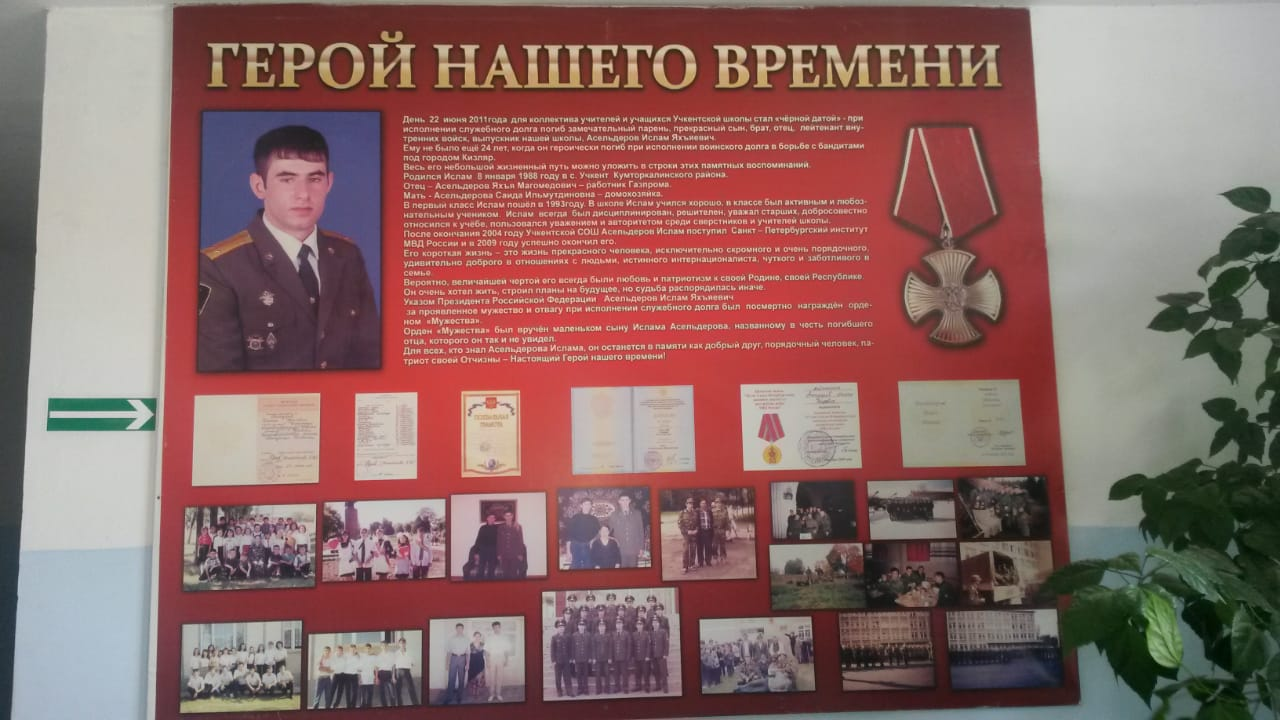 ГЕРОЙ НАШЕГО ВРЕМЕНИ
День 22 июня 2011года для коллектива учителей и учащихся Учкентской школы стал «чёрной датой» - при
исполнении служебного долга погиб замечательный парень, прекрасный сын, брат, отец, лейтенант вну-
тренних войск, выпускник нашей школы, Асельдеров Ислам Яхъяевич.
Ему не было ещё 24 лет, когда он героически погиб при исполнении воинского долга в борьбе с бандитами
под городом Кизляр.
Весь его небольшой жизненный путь можно уложить в строки этих памятных воспоминаний.
Родился Ислам 8 января 1988 году в с. Учкент Кумторкалинского района.
Отец – Асельдеров Яхъя Магомедович – работник Газпрома.
Мать - Асельдерова Саида Ильмутдиновна – домохозяйка.
В первый класс Ислам пошёл в 1993году. В школе Ислам учился хорошо, в классе был активным и любоз-
нательным учеником. Ислам всегда был дисциплинирован, решителен, уважал старших, добросовестно
относился к учёбе, пользовался уважением и авторитетом среди сверстников и учителей школы.
После окончания 2004 году Учкентской СОШ Асельдеров Ислам поступил Санкт – Петербургский институт
МВД России и в 2009 году успешно окончил его.
Его короткая жизнь – это жизнь прекрасного человека, исключительно скромного и очень порядочного,
удивительно доброго в отношениях с людьми, истинного интернационалиста, чуткого и заботливого в
семье.
Вероятно, величайшей чертой его всегда были любовь и патриотизм к своей Родине, своей Республике.
Он очень хотел жить, строил планы на будущее, но судьба распорядилась иначе.
Указом Президента Российской Федерации Асельдеров Ислам Яхъяевич
за проявленное мужество и отвагу при исполнении служебного долга был посмертно награждён орде-
ном «Мужества».
Орден «Мужества» был вручён маленьком сыну Ислама Асельдерова, названному в честь погибшего
отца, которого он так и не увидел.
Для всех, кто знал Асельдерова Ислама, он останется в памяти как добрый друг, порядочный человек, па-
триот своей Отчизны – Настоящий Герой нашего времени!
ПОХВАЛЬНАЯ
ГРАМОТА